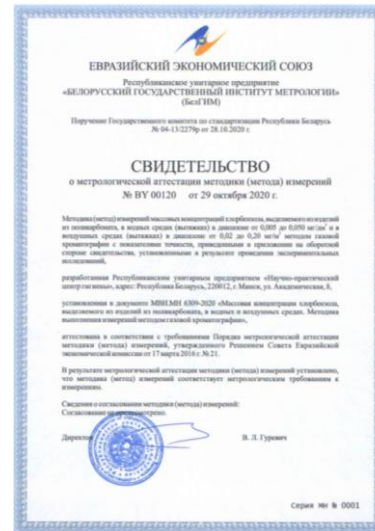 ЕВРАЗИЙСКИЙ ЭКОНОМИЧЕСКИЙ СОЮЗ
Республиканское унитарное предприятие
«БЕЛОРУССКИЙ ГОСУДАРСТВЕННЫЙ ИНСТИТУТ МЕТРОЛОГИИ»
(БелГИМ)
Поручение Государственного комитета по стандартизации Республики Беларусь
№ 04-13/2279р от 28.10.2020 г.
СВИДЕТЕЛЬСТВО
о метрологической аттестации методики (метода) измерений
№ BY 00120 от 29 октября 2020 г.
Методика (метод) измерений массовых концентраций хлорбензола, выделяемого из изделий
из поликарбоната, в водных средах (вытяжках) в диапазоне от 0,005 до 0,050 мг/дм³ и в
воздушных средах (вытяжках) в диапазоне от 0,02 до 0,20 мг/м³ методом газовой
хроматографии с показателями точности, приведенными в приложении на оборотной
стороне свидетельства, установленными в результате проведения экспериментальных
исследований,
разработанная Республиканским унитарным предприятием «Научно-практический
центр гигиены», адрес: Республика Беларусь, 220012, г. Минск, ул. Академическая, 8,
установленная в документе МВИ.МН 6309-2020 «Массовая концентрация хлорбензола,
выделяемого из изделий из поликарбоната, в водных и воздушных средах. Методика
выполнения измерений методом газовой хроматографии»,
аттестована в соответствии с требованиями Порядка метрологической аттестации
методики (метода) измерений, утвержденного Решением Совета Евразийской
экономической комиссии от 17 марта 2016 г. № 21.
В результате метрологической аттестации методики (метода) измерений установлено,
что методика (метод) измерений соответствует метрологическим требованиям к
измерениям.
Сведения о согласовании методики (метода) измерений:
Согласование не предусмотрено.
Директор В. Л. Гуревич
Серия МН № 0001